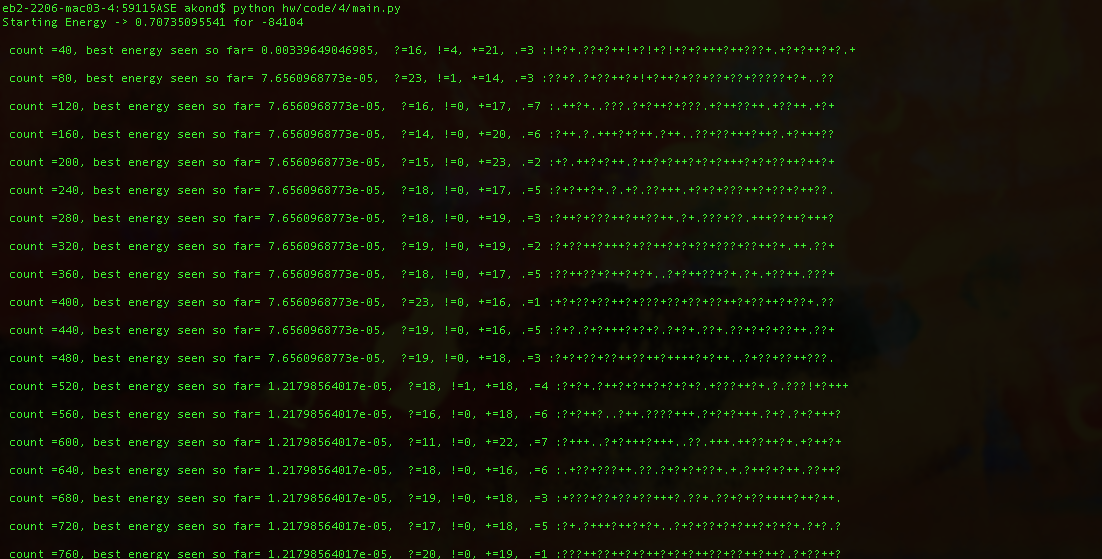 eb2-2206-mac03-4:59115ASE akond$ python hw/code/4/main.py
Starting Energy -> 0.70735095541 for -84104
count =40, best energy seen so far= 0.00339649046985, ?=16, !=4, +=21, .=3 :!+?+.??+?++!+?+!?+!?+?+?+++?++???+.+?+?++?+?.+
count =80, best energy seen so far= 7.6560968773e-05, ?=23, !=1, +=14, .=3 :??+?.?+??++?+!+?++?+??+??+??+?????+?+..??
count =120, best energy seen so far= 7.6560968773e-05, ?=16, !=0, +=17, .=7 :.++?+..???.?+?+?++?+???.+?++??++.+??++.+?+
count =160, best energy seen so far= 7.6560968773e-05, ?=14, !=0, +=20, .=6 :?++.?.+++?+?++.?++..??+?++?+++?++?.+?+++??
count =200, best energy seen so far= 7.6560968773e-05, ?=15, !=0, +=23, .=2 :+?.++??+?++.?++?+?++?++?+++?+?+??++??++??+
count =240, best energy seen so far= 7.6560968773e-05, ?=18, !=0, +=17, .=5 :?+?++??+.?.+?.??+++.+?+?+???++?+??+?+??+?.
count =280, best energy seen so far= 7.6560968773e-05, ?=18, !=0, +=19, .=3 :?++?+???++?++??++.?+.???+??.+++??++??+++?
count =320, best energy seen so far= 7.6560968773e-05, ?=19, !=0, +=19, .=2 :?+??++??++?+++?+??+?+?+??+???+??++?+.++.??+
count =360, best energy seen so far= 7.6560968773e-05, ?=18, !=0, +=17, .=5 :??++??++?++?+?+..?+?++??+?+.?+.+??++.???+
count =400, best energy seen so far= 7.6560968773e-05, ?=23, !=0, +=16, .=1 :+?+??+??++??+???+?++??+??++??+?++?+??+.??
count =440, best energy seen so far= 7.6560968773e-05, ?=19, !=0, +=16, .=5 :?+?.?+?+++?+?+?.?+?+.??+.??+?+?+??++.??+
count =480, best energy seen so far= 7.6560968773e-05, ?=19, !=0, +=18, .=3 :?+?+??+??++??++?++++?+?++..?+??+??++???.
count =520, best energy seen so far= 1.21798564017e-05, ?=18, !=1, +=18, .=4 :?+?+.?++??+?++?+?+?+?.+???++?+.?.???!+?+++
count =560, best energy seen so far= 1.21798564017e-05, ?=16, !=0, +=18, .=6 :?+?++?..?++.????+++.?+?+?+++.?+?.?+?+++?
count =600, best energy seen so far= 1.21798564017e-05, ?=11, !=0, +=22, .=7 :?+++..?+?+++?+++..??.+++.++??++?+.+?++?+
count =640, best energy seen so far= 1.21798564017e-05, ?=18, !=0, +=16, .=6 :.+??+???++.??.?+?+?+??+.+.?++?+?++.??++?
count =680, best energy seen so far= 1.21798564017e-05, ?=19, !=0, +=18, .=3 :+???+???++?++?+++?.??+.??+?+??++++?++?++.
count =720, best energy seen so far= 1.21798564017e-05, ?=17, !=0, +=18, .=5 :?+.?+++?++?+?+..?+?+??++?++?+?++?+.?+?.?
count =760, best energy seen so far= 1.21798564017e-05, ?=20, !=0, +=19, .=1 :???++??+?+?++?++?+?++?+??++??+?++?.?+??++?